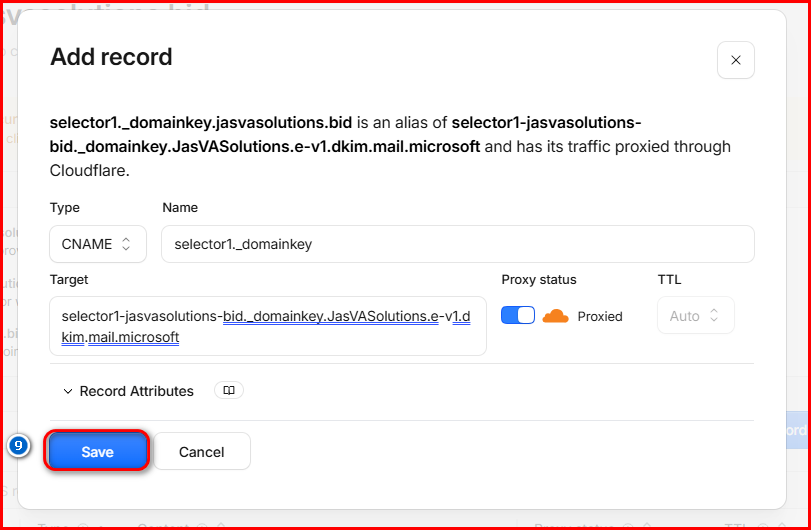 Add record
selector1._domainkey.jasvasolutions.bid is an alias of selector1-jasvasolutions-
bid._domainkey.JasVASolutions.e-v1.dkim.mail.microsoft and has its traffic proxied through
Cloudflare.
Type Name
CNAME selector1._domainkey
Target Proxy status TTL
selector1-jasvasolutions-bid._domainkey.JasVASolutions.e-v1.d Proxied Auto
kim.mail.microsoft
Record Attributes
9 Save Cancel